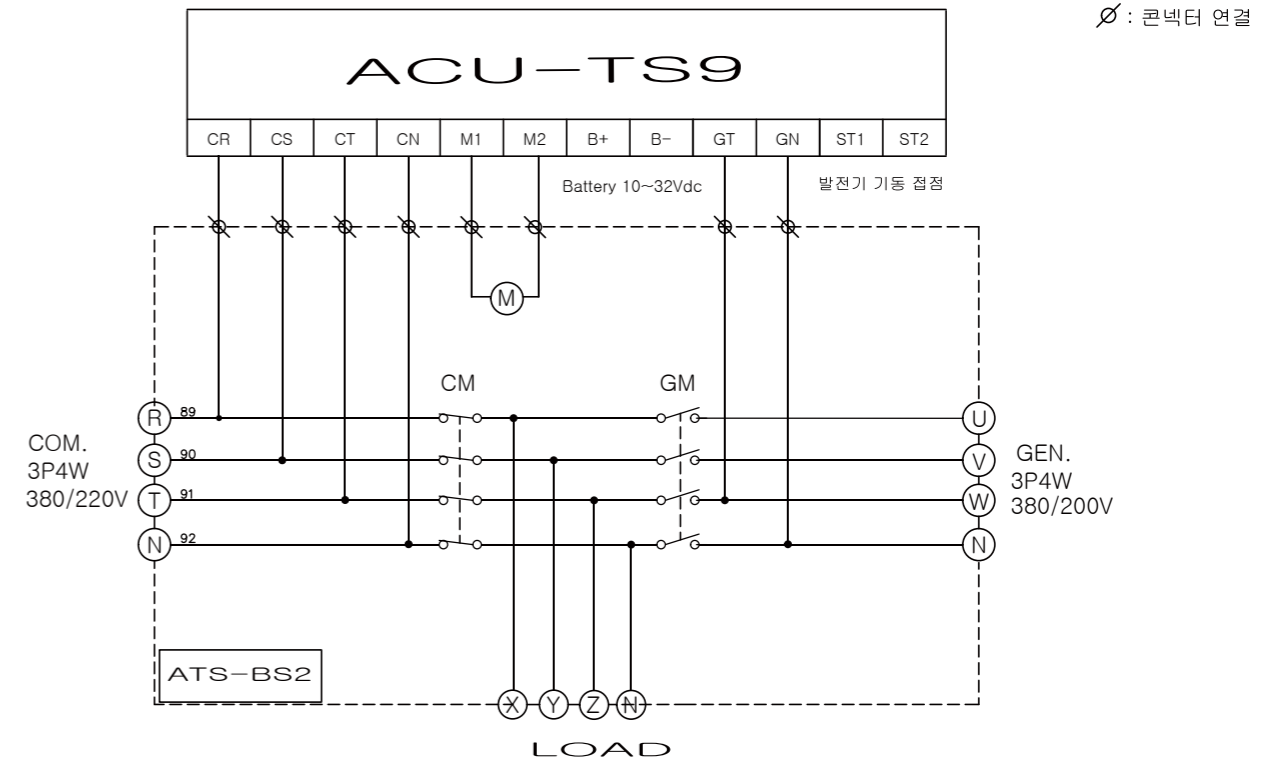 ∅ : 콘넥터 연결
ACU-TS9
CR CS CT CN M1 M2 B+ B- GT GN ST1 ST2
Battery 10~32Vdc
발전기 기동 접점
M
CM GM
R 89 U
S 90 V
T 91 W
N 92 N
COM.
3P4W
380/220V
GEN.
3P4W
380/200V
ATS-BS2
X Y Z N
LOAD